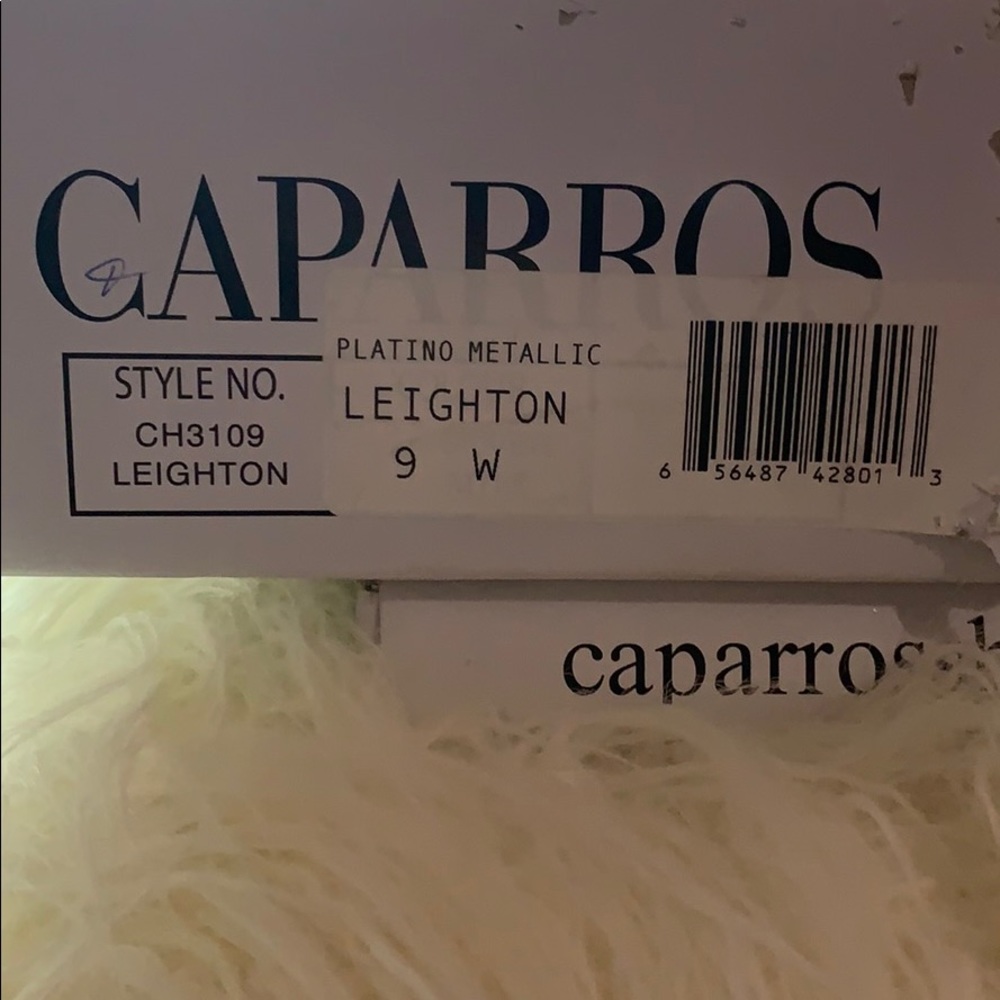 CAPARROS
STYLE NO.
CH3109
LEIGHTON
PLATINO METALLIC
LEIGHTON
9 W
6 56487 42801 3
caparros